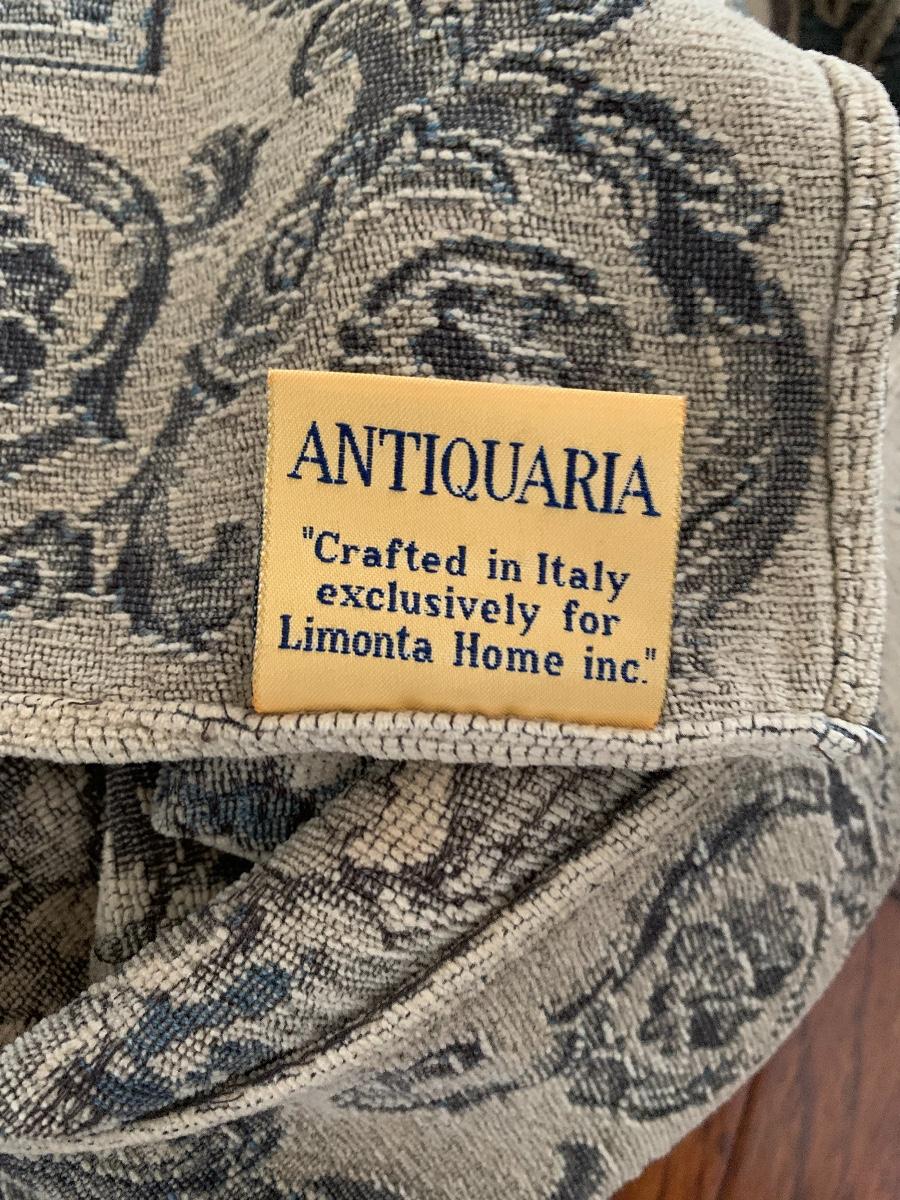 ANTIQUARIA
"Crafted in Italy
exclusively for
Limonta Home inc."